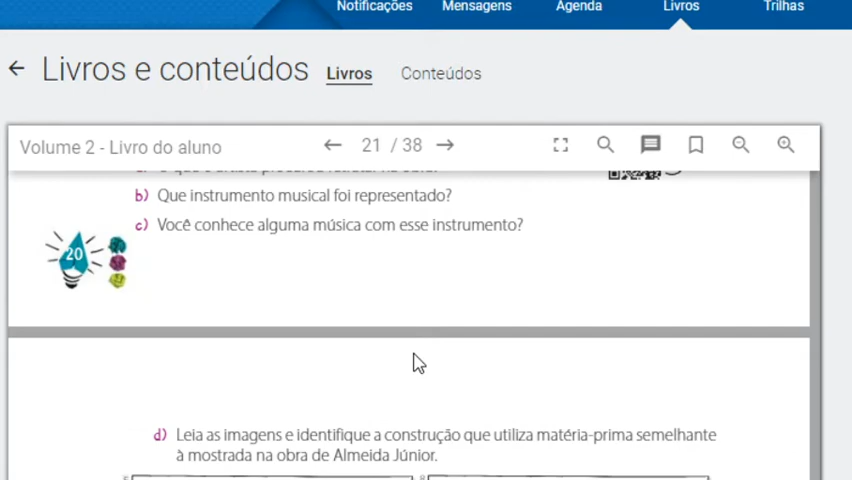 Notificações Mensagens Agenda Livros Trilhas
← Livros e conteúdos Livros Conteúdos
Volume 2 - Livro do aluno ← 21 / 38 →
b) Que instrumento musical foi representado?
c) Você conhece alguma música com esse instrumento?
20
d) Leia as imagens e identifique a construção que utiliza matéria-prima semelhante
à mostrada na obra de Almeida Júnior.